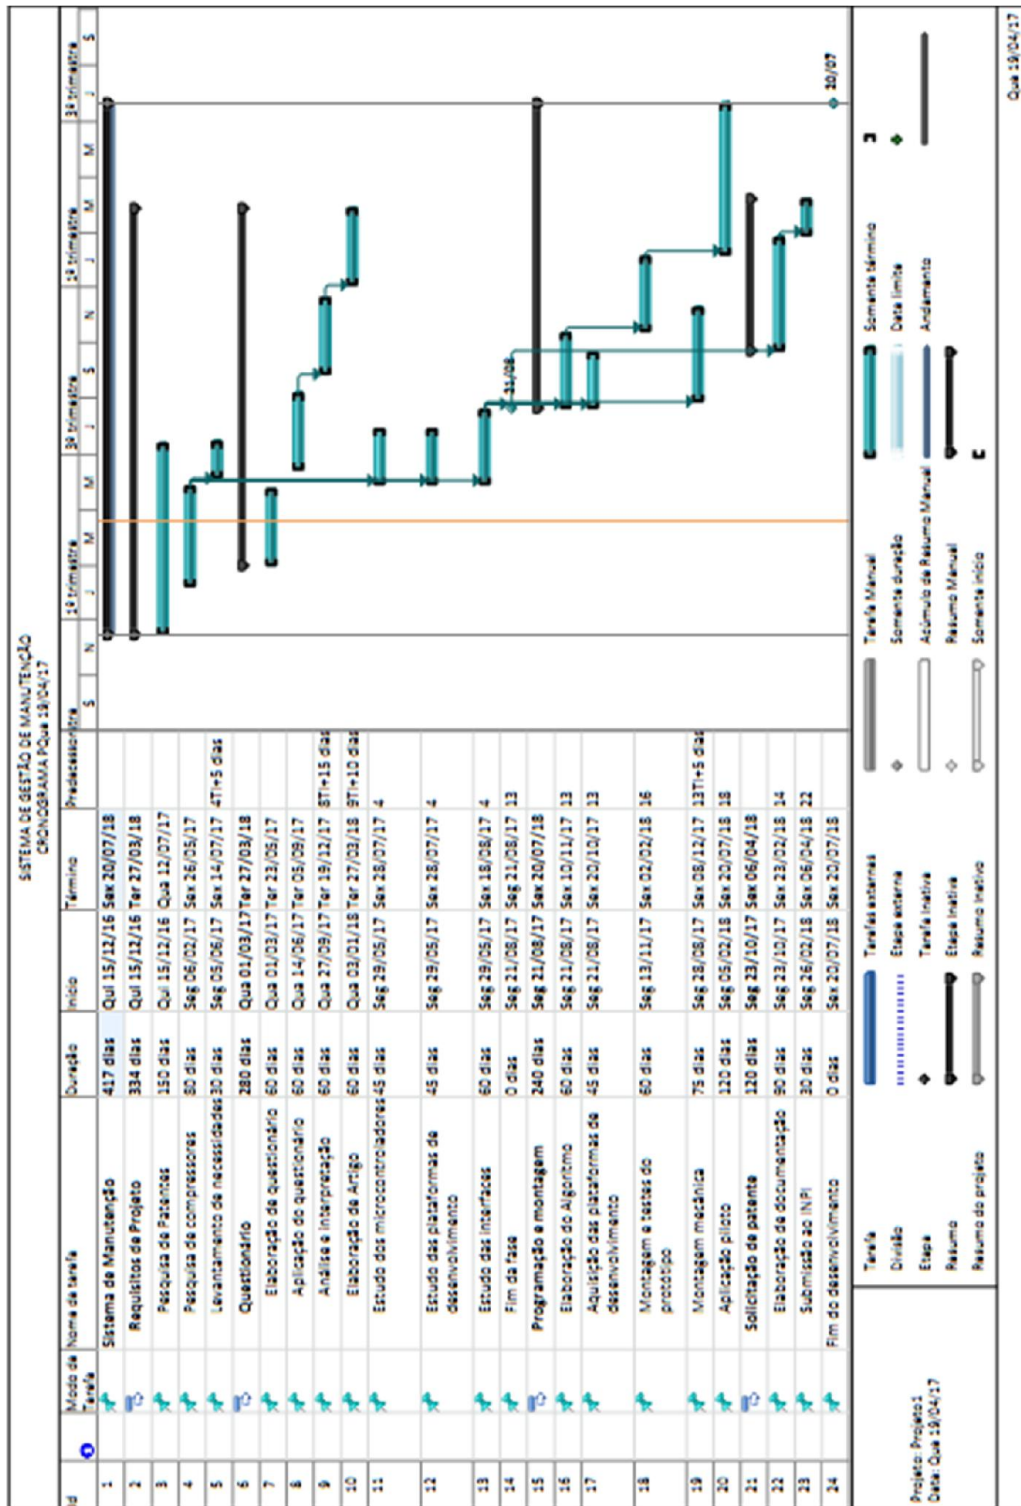 SISTEMA DE GESTÃO DE MANUTENÇÃO
CRONOGRAMA PQua 19/04/17
Id Modo da Tarefa Nome da tarefa Duração Início Término Predecessoras
1º trimestre 3º trimestre 1º trimestre 3º trimestre
S N J M M J S N J M M J S
1 Sistema de Manutenção 417 dias Qui 15/12/16 Sex 20/07/18
2 Requisitos de Projeto 334 dias Qui 15/12/16 Ter 27/03/18
3 Pesquisa de Patentes 150 dias Qui 15/12/16 Qua 12/07/17
4 Pesquisa de compressores 80 dias Seg 06/02/17 Sex 26/05/17
5 Levantamento de necessidades 30 dias Seg 05/06/17 Sex 14/07/17 4TI+5 dias
6 Questionário 280 dias Qua 01/03/17 Ter 27/03/18
7 Elaboração de questionário 60 dias Qua 01/03/17 Ter 23/05/17
8 Aplicação do questionário 60 dias Qua 14/06/17 Ter 05/09/17
9 Análise e interpretação 60 dias Qua 27/09/17 Ter 19/12/17 8TI+15 dias
10 Elaboração de Artigo 60 dias Qua 03/01/18 Ter 27/03/18 9TI+10 dias
11 Estudo dos microcontroladores 45 dias Seg 29/05/17 Sex 28/07/17 4
12 Estudo das plataformas de desenvolvimento 45 dias Seg 29/05/17 Sex 28/07/17 4
13 Estudo das interfaces 60 dias Seg 29/05/17 Sex 18/08/17 4
14 Fim da fase 0 dias Seg 21/08/17 Seg 21/08/17 13
21/08
15 Programação e montagem 240 dias Seg 21/08/17 Sex 20/07/18
16 Elaboração do Algoritmo 60 dias Seg 21/08/17 Sex 10/11/17 13
17 Aquisição das plataformas de desenvolvimento 45 dias Seg 21/08/17 Sex 20/10/17 13
18 Montagem e testes do protótipo 60 dias Seg 13/11/17 Sex 02/02/18 16
19 Montagem mecânica 75 dias Seg 28/08/17 Sex 08/12/17 13TI+5 dias
20 Aplicação piloto 120 dias Seg 05/02/18 Sex 20/07/18 18
21 Solicitação de patente 120 dias Seg 23/10/17 Sex 06/04/18
22 Elaboração de documentação 90 dias Seg 23/10/17 Sex 23/02/18 14
23 Submissão ao INPI 30 dias Seg 26/02/18 Sex 06/04/18 22
24 Fim do desenvolvimento 0 dias Sex 20/07/18 Sex 20/07/18
20/07
Projeto: Projeto1
Data: Qua 19/04/17
Tarefa Tarefas externas Tarefa Manual Somente término
Divisão Etapa externa Somente duração Data limite
Etapa Tarefa Inativa Acúmulo de Resumo Manual Andamento
Resumo Etapa Inativa Resumo Manual
Resumo do projeto Resumo Inativo Somente início
Qua 19/04/17